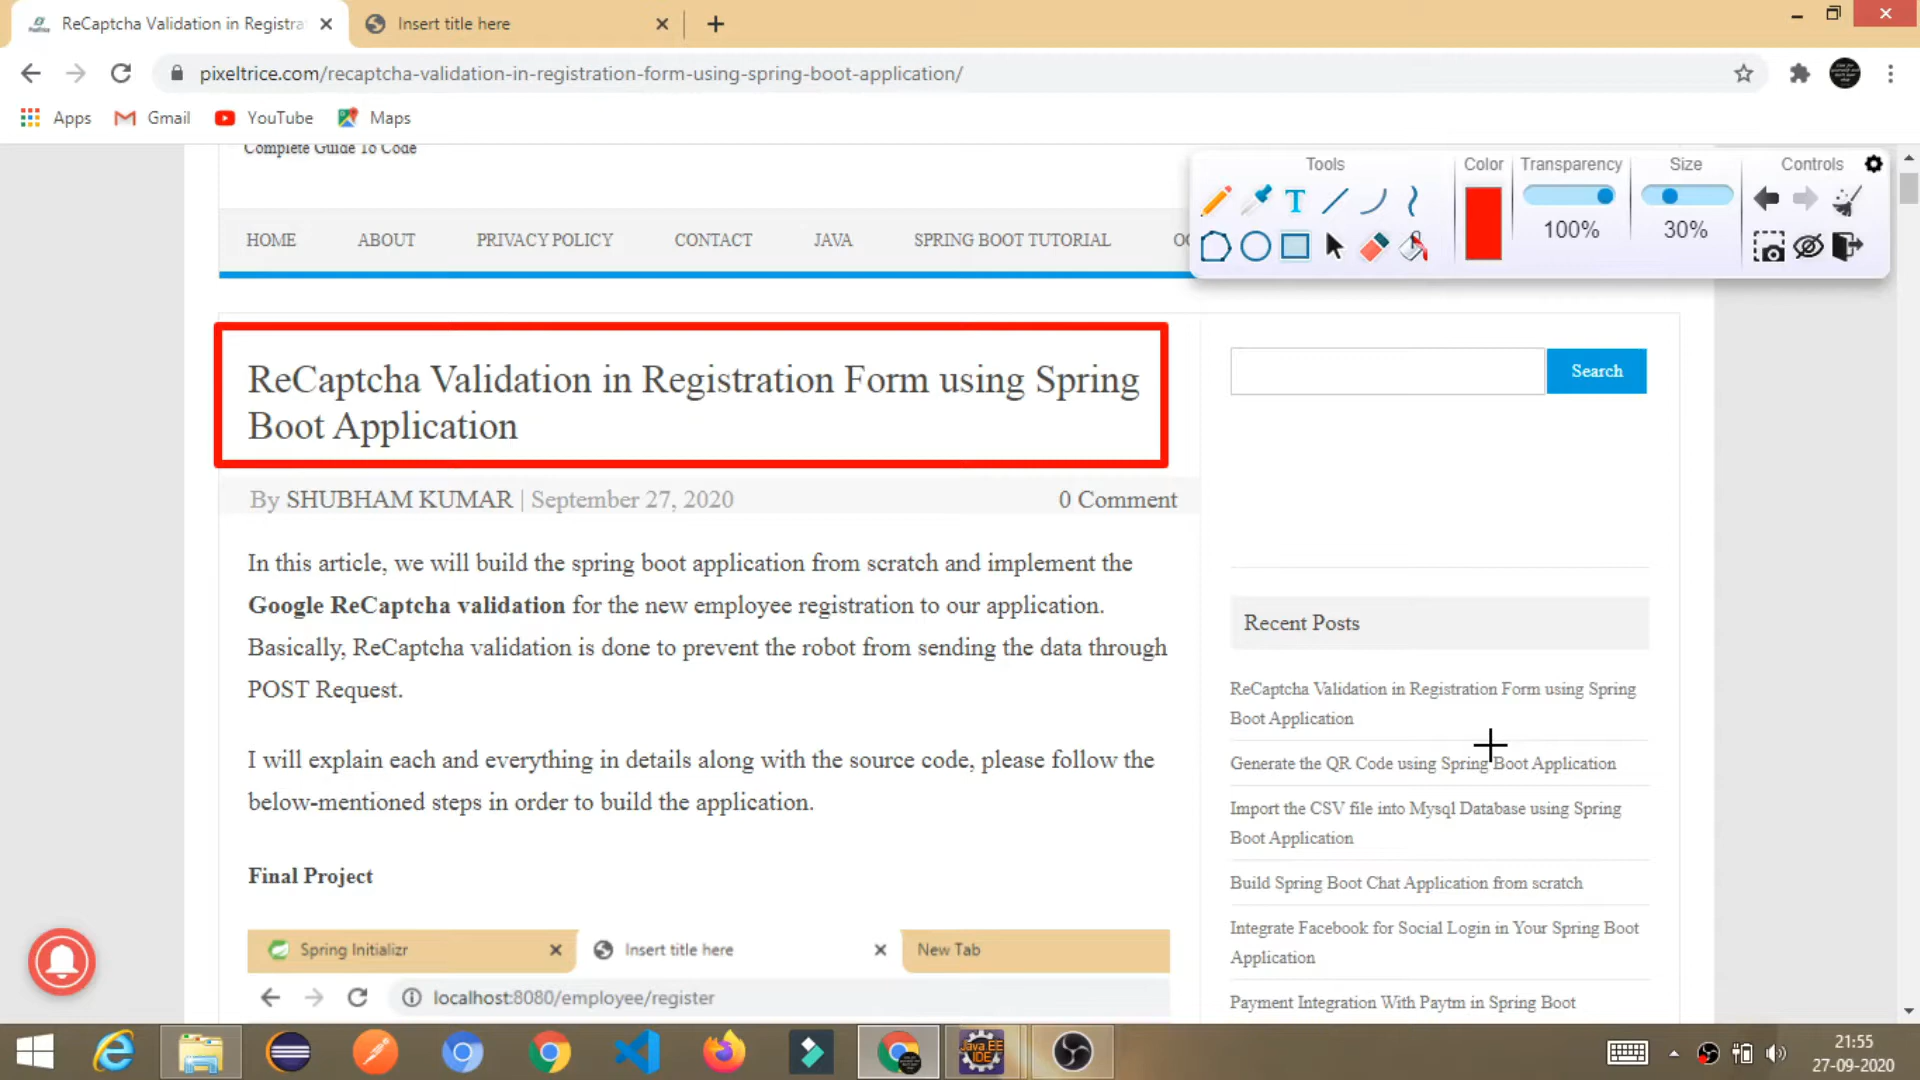 ReCaptcha Validation in Registra
Insert title here
pixeltrice.com/recaptcha-validation-in-registration-form-using-spring-boot-application/
Apps
Gmail
YouTube
Maps
Complete Guide To Code
Tools
Color
Transparency
Size
Controls
100%
30%
HOME
ABOUT
PRIVACY POLICY
CONTACT
JAVA
SPRING BOOT TUTORIAL
ReCaptcha Validation in Registration Form using Spring
Boot Application
By SHUBHAM KUMAR | September 27, 2020
0 Comment
In this article, we will build the spring boot application from scratch and implement the
Google ReCaptcha validation for the new employee registration to our application.
Basically, ReCaptcha validation is done to prevent the robot from sending the data through
POST Request.
I will explain each and everything in details along with the source code, please follow the
below-mentioned steps in order to build the application.
Final Project
Spring Initializr
Insert title here
New Tab
localhost:8080/employee/register
Search
Recent Posts
ReCaptcha Validation in Registration Form using Spring
Boot Application
Generate the QR Code using Spring Boot Application
Import the CSV file into Mysql Database using Spring
Boot Application
Build Spring Boot Chat Application from scratch
Integrate Facebook for Social Login in Your Spring Boot
Application
Payment Integration With Paytm in Spring Boot
Java EE
IDE
21:55
27-09-2020